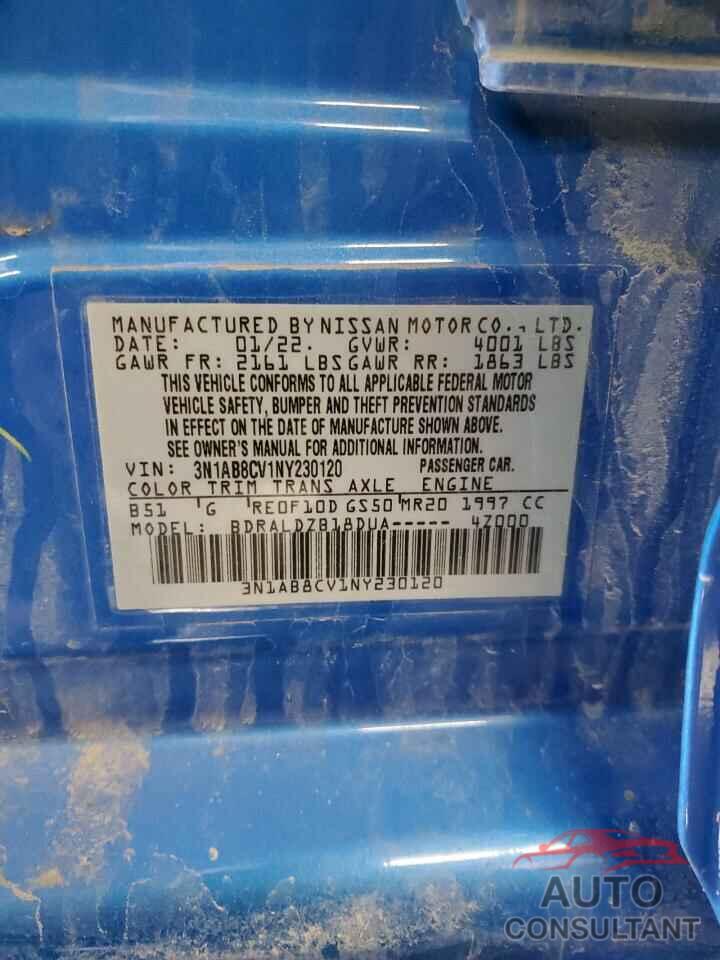 MANUFACTURED BY NISSAN MOTOR CO., LTD.
DATE: 01/22. GVWR: 4001 LBS
GAWR FR: 2161 LBS GAWR RR: 1863 LBS
THIS VEHICLE CONFORMS TO ALL APPLICABLE FEDERAL MOTOR
VEHICLE SAFETY, BUMPER AND THEFT PREVENTION STANDARDS
IN EFFECT ON THE DATE OF MANUFACTURE SHOWN ABOVE.
SEE OWNER'S MANUAL FOR ADDITIONAL INFORMATION.
VIN: 3N1AB8CV1NY230120 PASSENGER CAR.
COLOR TRIM TRANS AXLE ENGINE
B51 G RE0F10D GS50 MR20 1997 CC
MODEL: BDRALDZB18DUA----- 4Z000
3N1AB8CV1NY230120
AUTO
CONSULTANT